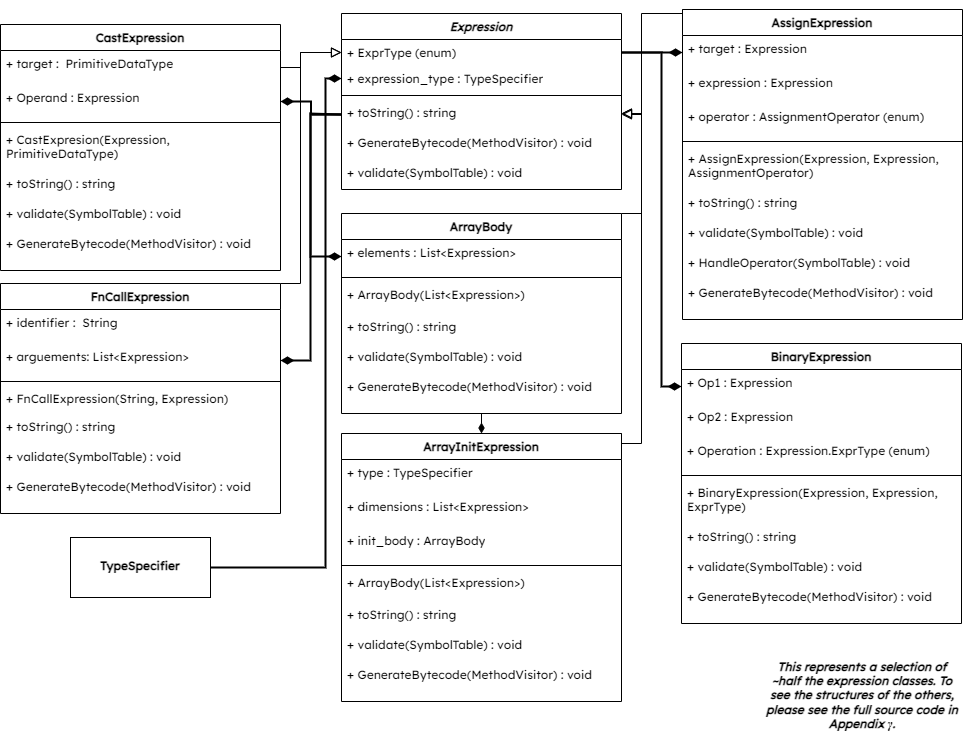 CastExpression
+ target :  PrimitiveDataType
+ Operand : Expression
+ CastExpresion(Expression,
PrimitiveDataType)
+ toString() : string
+ validate(SymbolTable) : void
+ GenerateBytecode(MethodVisitor) : void
FnCallExpression
+ identifier :  String
+ arguements: List<Expression>
+ FnCallExpression(String, Expression)
+ toString() : string
+ validate(SymbolTable) : void
+ GenerateBytecode(MethodVisitor) : void
TypeSpecifier
Expression
+ ExprType (enum)
+ expression_type : TypeSpecifier
+ toString() : string
+ GenerateBytecode(MethodVisitor) : void
+ validate(SymbolTable) : void
ArrayBody
+ elements : List<Expression>
+ ArrayBody(List<Expression>)
+ toString() : string
+ validate(SymbolTable) : void
+ GenerateBytecode(MethodVisitor) : void
ArrayInitExpression
+ type : TypeSpecifier
+ dimensions : List<Expression>
+ init_body : ArrayBody
+ ArrayBody(List<Expression>)
+ toString() : string
+ validate(SymbolTable) : void
+ GenerateBytecode(MethodVisitor) : void
AssignExpression
+ target : Expression
+ expression : Expression
+ operator : AssignmentOperator (enum)
+ AssignExpression(Expression, Expression,
AssignmentOperator)
+ toString() : string
+ validate(SymbolTable) : void
+ HandleOperator(SymbolTable) : void
+ GenerateBytecode(MethodVisitor) : void
BinaryExpression
+ Op1 : Expression
+ Op2 : Expression
+ Operation : Expression.ExprType (enum)
+ BinaryExpression(Expression, Expression,
ExprType)
+ toString() : string
+ validate(SymbolTable) : void
+ GenerateBytecode(MethodVisitor) : void
This represents a selection of
~half the expression classes. To
see the structures of the others,
please see the full source code in
Appendix γ.